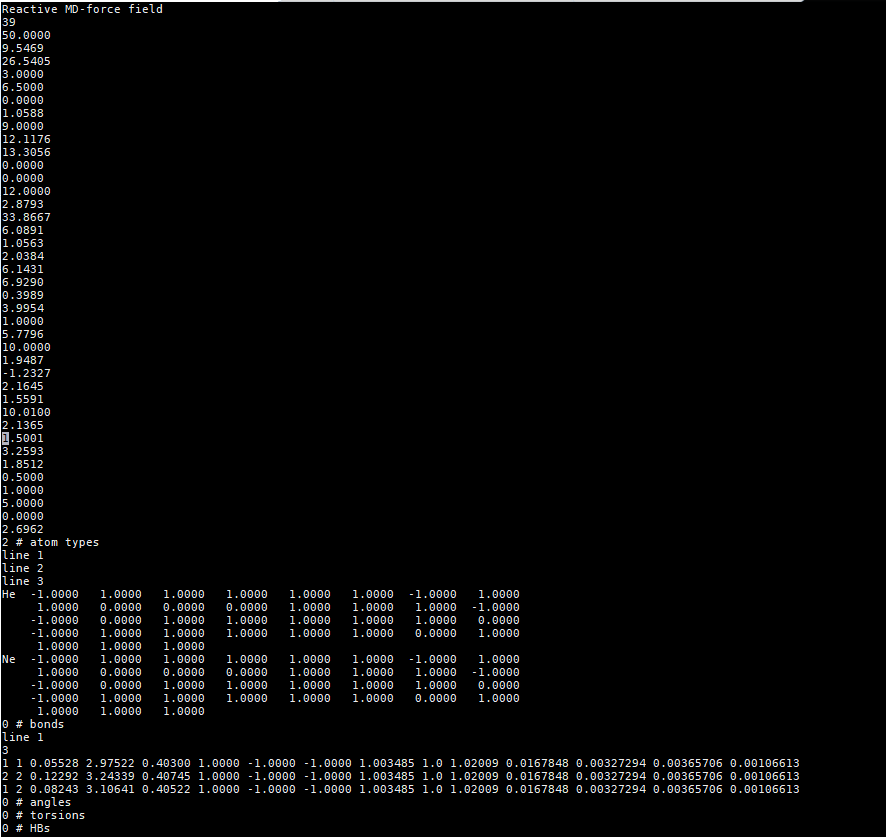 Reactive MD-force field
39
50.0000
9.5469
26.5405
3.0000
6.5000
0.0000
1.0588
9.0000
12.1176
13.3056
0.0000
0.0000
12.0000
2.8793
33.8667
6.0891
1.0563
2.0384
6.1431
6.9290
0.3989
3.9954
1.0000
5.7796
10.0000
1.9487
-1.2327
2.1645
1.5591
10.0100
2.1365
1.5001
3.2593
1.8512
0.5000
1.0000
5.0000
0.0000
2.6962
2 # atom types
line 1
line 2
line 3
He  -1.0000   1.0000   1.0000   1.0000   1.0000   1.0000  -1.0000   1.0000
     1.0000   0.0000   0.0000   0.0000   1.0000   1.0000   1.0000  -1.0000
    -1.0000   0.0000   1.0000   1.0000   1.0000   1.0000   1.0000   0.0000
    -1.0000   1.0000   1.0000   1.0000   1.0000   1.0000   0.0000   1.0000
     1.0000   1.0000   1.0000
Ne  -1.0000   1.0000   1.0000   1.0000   1.0000   1.0000  -1.0000   1.0000
     1.0000   0.0000   0.0000   0.0000   1.0000   1.0000   1.0000  -1.0000
    -1.0000   0.0000   1.0000   1.0000   1.0000   1.0000   1.0000   0.0000
    -1.0000   1.0000   1.0000   1.0000   1.0000   1.0000   0.0000   1.0000
     1.0000   1.0000   1.0000
0 # bonds
line 1
3
1 1 0.05528 2.97522 0.40300 1.0000 -1.0000 -1.0000 1.003485 1.0 1.02009 0.0167848 0.00327294 0.00365706 0.00106613
2 2 0.12292 3.24339 0.40745 1.0000 -1.0000 -1.0000 1.003485 1.0 1.02009 0.0167848 0.00327294 0.00365706 0.00106613
1 2 0.08243 3.10641 0.40522 1.0000 -1.0000 -1.0000 1.003485 1.0 1.02009 0.0167848 0.00327294 0.00365706 0.00106613
0 # angles
0 # torsions
0 # HBs